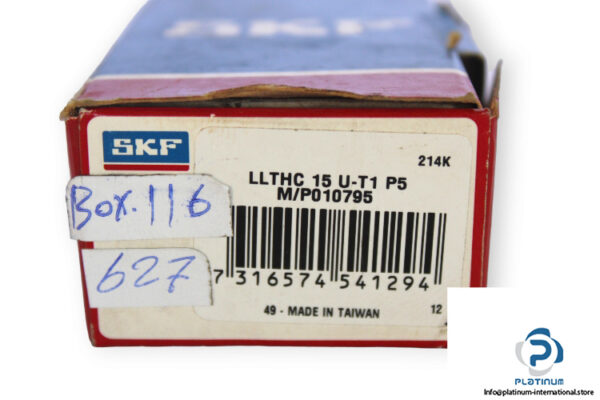 SKF
SKF
214K
LLTHC 15 U-T1 P5
M/P010795
Box.116
627
7 316574 541294
49 - MADE IN TAIWAN
12
PLATINUM
Info@platinum-international.store